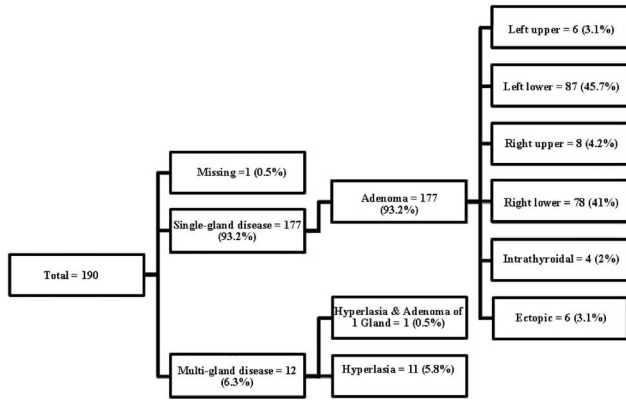 Total = 190
Missing =1 (0.5%)
Single-gland disease = 177
(93.2%)
Multi-gland disease = 12
(6.3%)
Adenoma = 177
(93.2%)
Hyperlasia & Adenoma of
1 Gland = 1 (0.5%)
Hyperlasia = 11 (5.8%)
Left upper = 6 (3.1%)
Left lower = 87 (45.7%)
Right upper = 8 (4.2%)
Right lower = 78 (41%)
Intrathyroidal = 4 (2%)
Ectopic = 6 (3.1%)